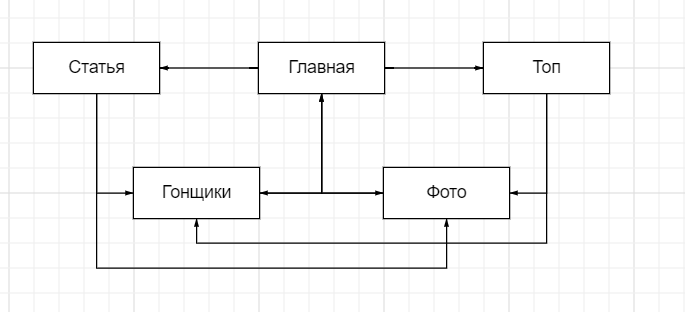 Статья
Главная
Топ
Гонщики
Фото